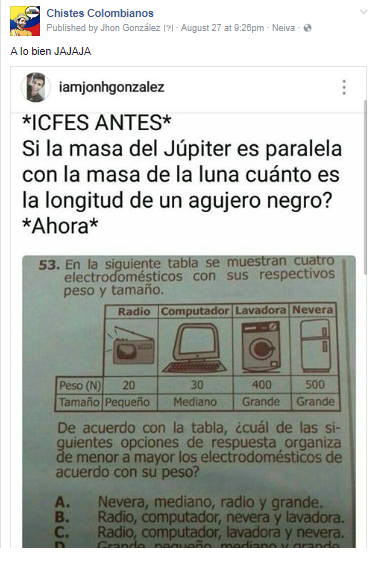 Chistes Colombianos
Published by Jhon González [?] · August 27 at 9:26pm · Neiva ·
A lo bien JAJAJA
iamjonhgonzalez
*ICFES ANTES*
Si la masa del Júpiter es paralela
con la masa de la luna cuánto es
la longitud de un agujero negro?
*Ahora*
53. En la siguiente tabla se muestran cuatro
electrodomésticos con sus respectivos
peso y tamaño.
Radio Computador Lavadora Nevera
Peso (N) 20 30 400 500
Tamaño Pequeño Mediano Grande Grande
De acuerdo con la tabla, ¿cuál de las si-
guientes opciones de respuesta organiza
de menor a mayor los electrodomésticos de
acuerdo con su peso?
A. Nevera, mediano, radio y grande.
B. Radio, computador, nevera y lavadora.
C. Radio, computador, lavadora y nevera.
D. Grande, pequeño, mediano y grande